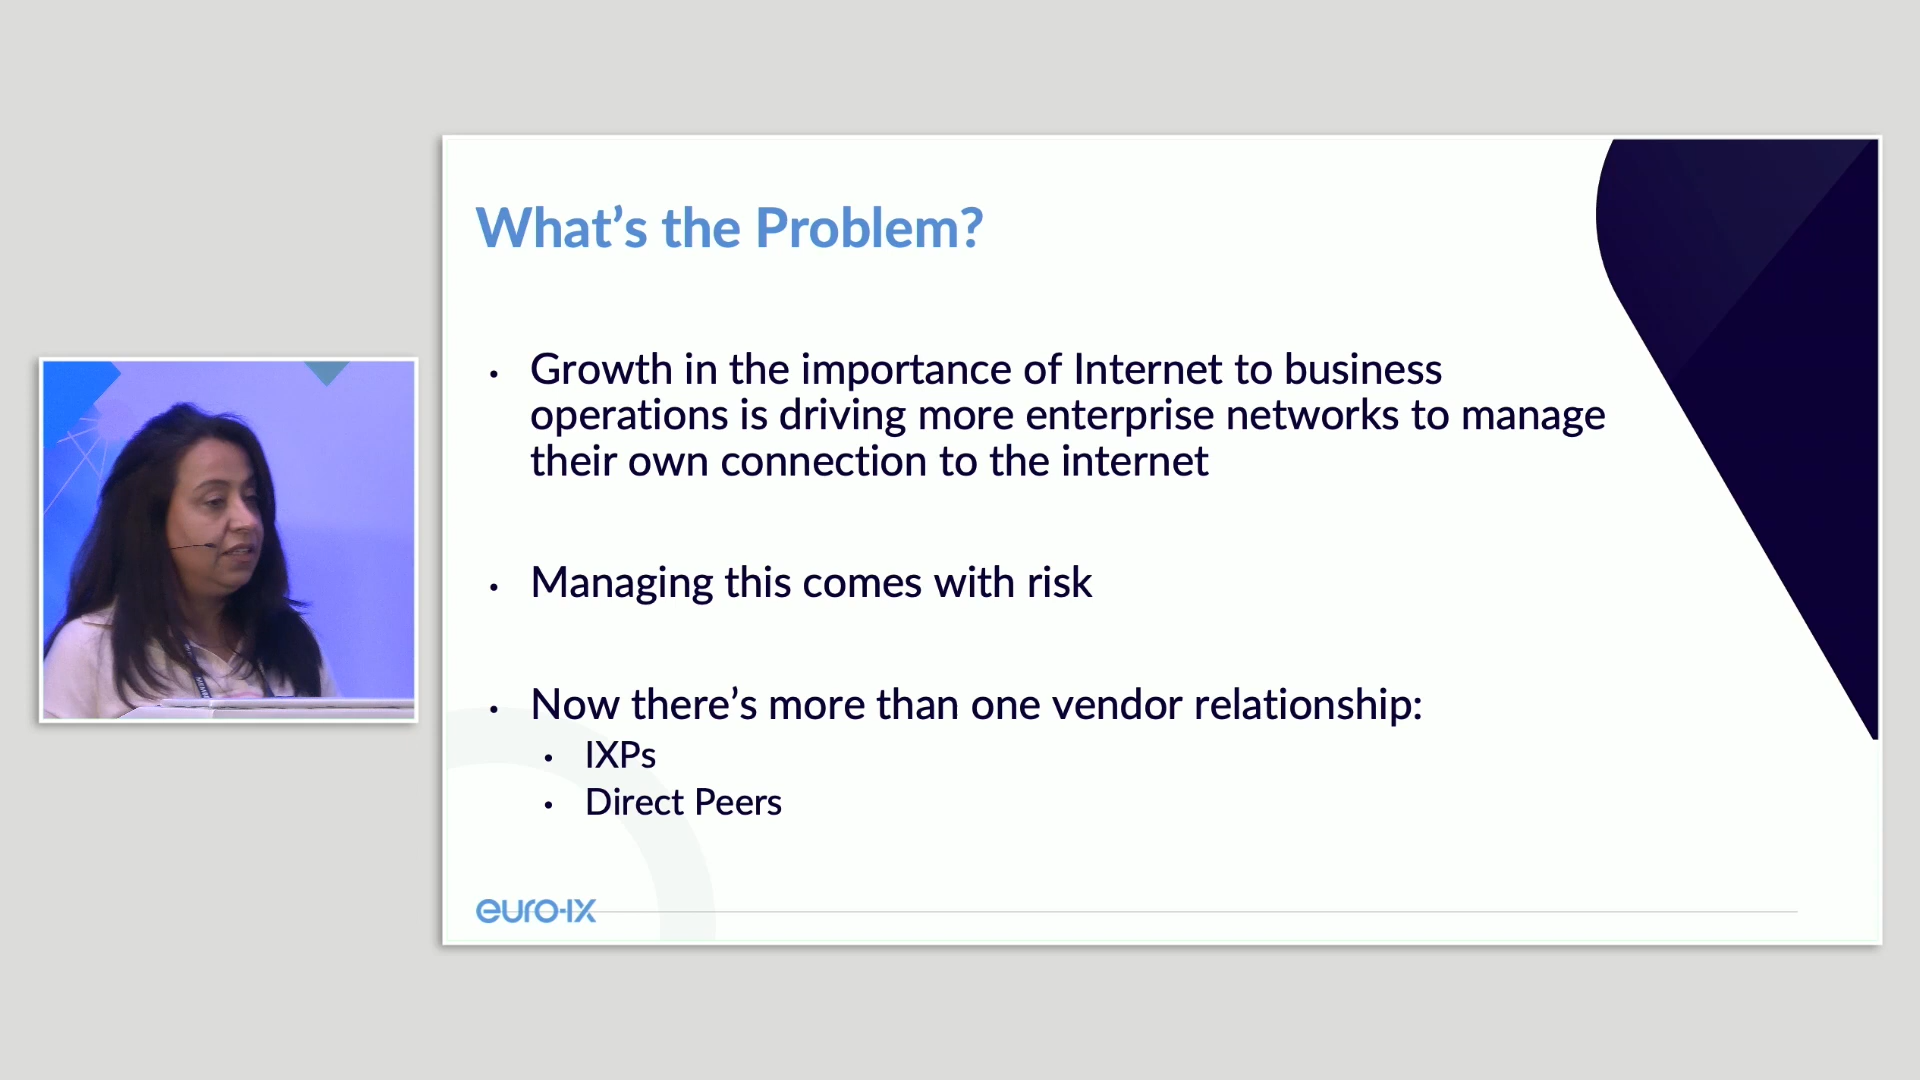 What's the Problem?
• Growth in the importance of Internet to business
operations is driving more enterprise networks to manage
their own connection to the internet
• Managing this comes with risk
• Now there's more than one vendor relationship:
• IXPs
• Direct Peers
euro-ix